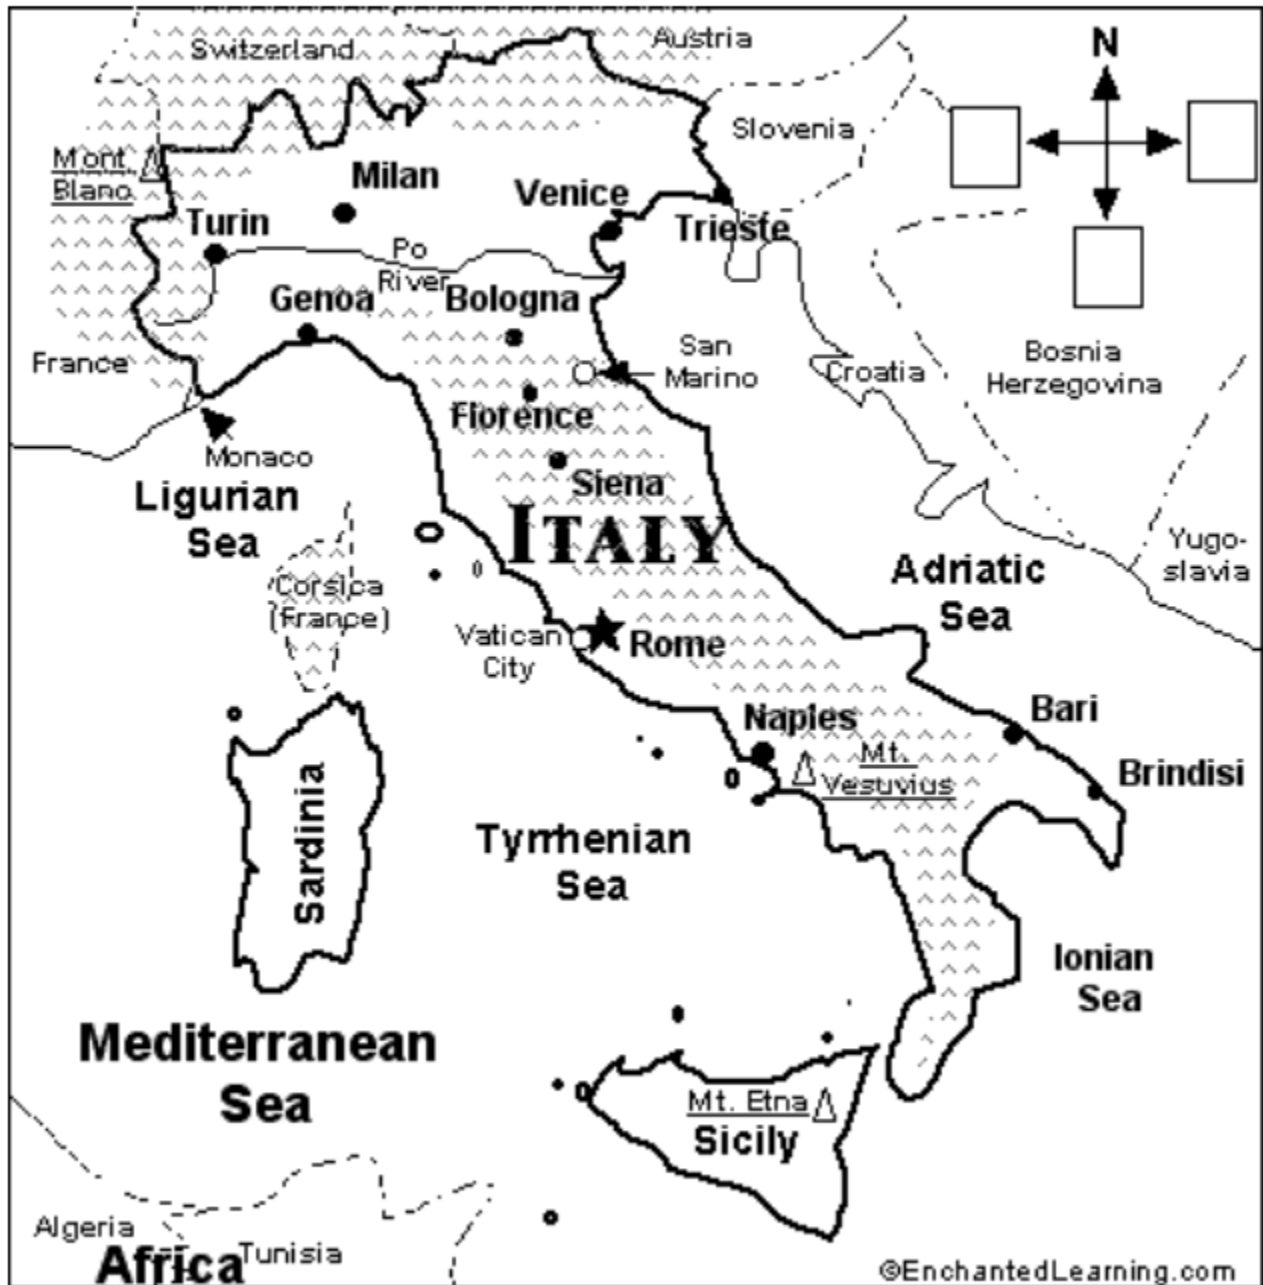 Switzerland
Austria
N
Slovenia
Mont
Blanc
Milan
Venice
Turin
Trieste
Po
River
Genoa
Bologna
San
Marino
France
Croatia
Bosnia
Herzegovina
Florence
Monaco
Siena
Ligurian
Sea
ITALY
Yugo-
slavia
Adriatic
Sea
Corsica
(France)
Vatican
City
Rome
Naples
Bari
Mt.
Vesuvius
Brindisi
Sardinia
Tyrrhenian
Sea
Ionian
Sea
Mediterranean
Sea
Mt. Etna
Sicily
Algeria
Africa
Tunisia
©EnchantedLearning.com